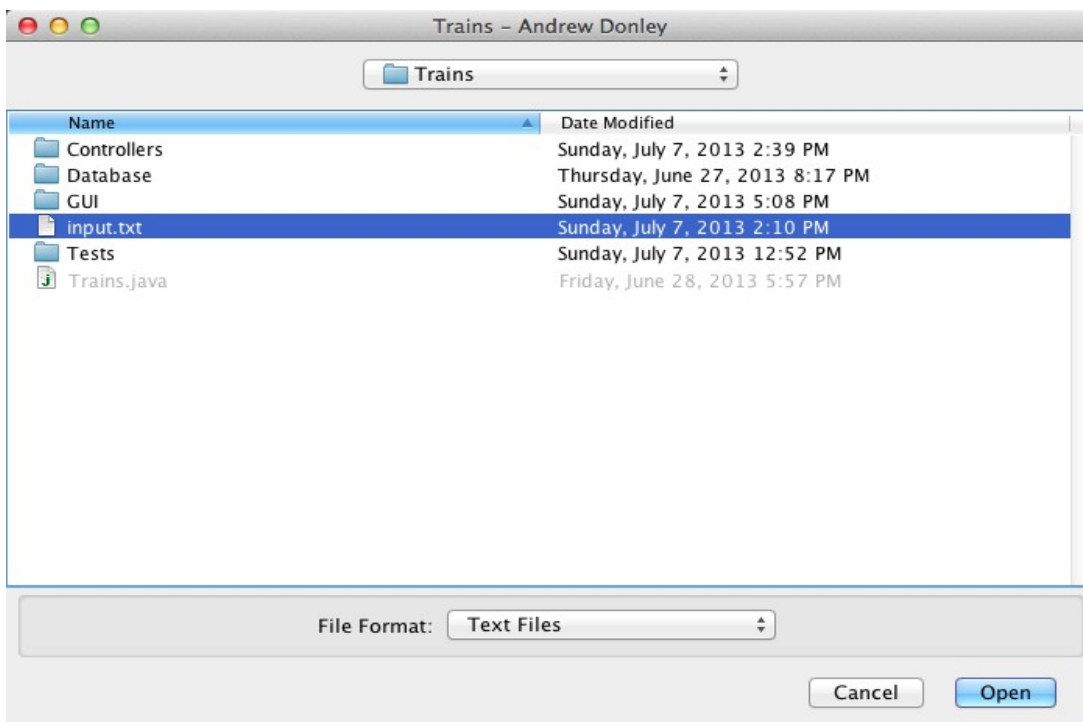 Trains – Andrew Donley
Trains
Name Date Modified
Controllers Sunday, July 7, 2013 2:39 PM
Database Thursday, June 27, 2013 8:17 PM
GUI Sunday, July 7, 2013 5:08 PM
input.txt Sunday, July 7, 2013 2:10 PM
Tests Sunday, July 7, 2013 12:52 PM
Trains.java Friday, June 28, 2013 5:57 PM
File Format: Text Files
Cancel Open